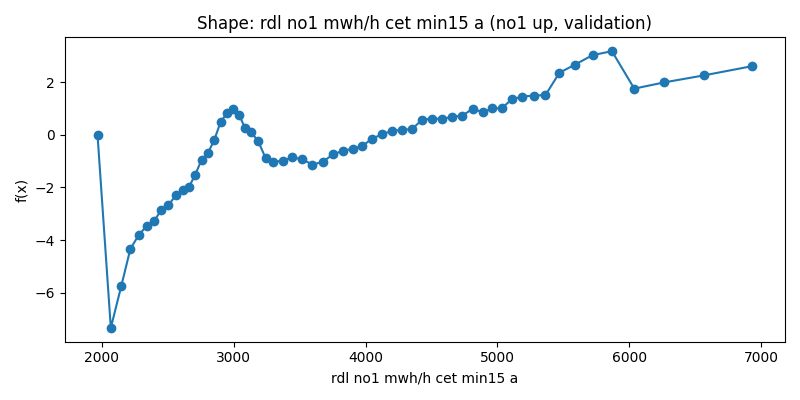 Shape: rdl no1 mwh/h cet min15 a (no1 up, validation)
f(x)
2
0
−2
−4
−6
2000 3000 4000 5000 6000 7000
rdl no1 mwh/h cet min15 a